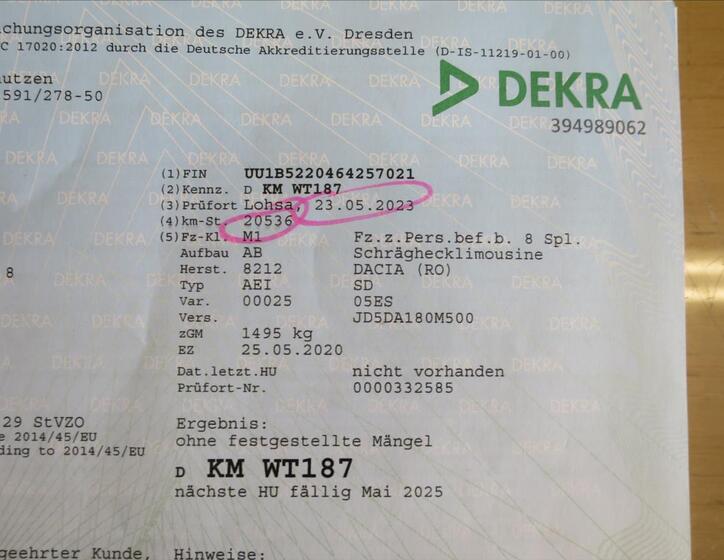 chungsorganisation des DEKRA e.V. Dresden
C 17020:2012 durch die Deutsche Akkreditierungsstelle (D-IS-11219-01-00)
utzen
591/278-50
DEKRA
394989062
(1) FIN UU1B5220464257021
(2) Kennz. D KM WT187
(3) Prüfort Lohsa, 23.05.2023
(4) km-St. 20536
(5) Fz-Kl. M1 Fz.z.Pers.bef.b. 8 Spl.
Aufbau AB Schräghecklimousine
8 Herst. 8212 DACIA (RO)
Typ AEI SD
Var. 00025 05ES
Vers. JD5DA180M500
zGM 1495 kg
EZ 25.05.2020
Dat.letzt.HU nicht vorhanden
Prüfort-Nr. 0000332585
29 StVZO
e 2014/45/EU
ding to 2014/45/EU
Ergebnis:
ohne festgestellte Mängel
D KM WT187
nächste HU fällig Mai 2025
geehrter Kunde, Hinweise: